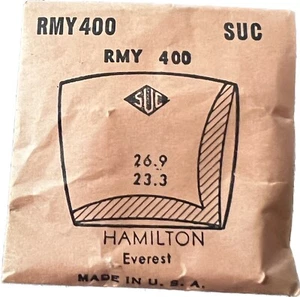 RMY400 SUC
RMY 400
SUC
26.9
23.3
HAMILTON
Everest
MADE IN U. S. A.